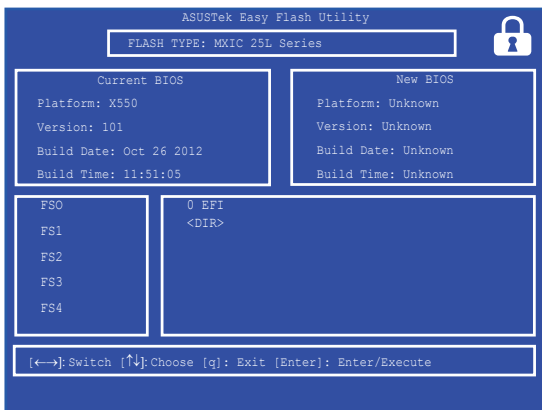 ASUSTek Easy Flash Utility
FLASH TYPE: MXIC 25L Series
Current BIOS
Platform: X550
Version: 101
Build Date: Oct 26 2012
Build Time: 11:51:05
New BIOS
Platform: Unknown
Version: Unknown
Build Date: Unknown
Build Time: Unknown
FSO
FS1
FS2
FS3
FS4
0 EFI
<DIR>
[←→]: Switch [↑↓]: Choose [q]: Exit [Enter]: Enter/Execute